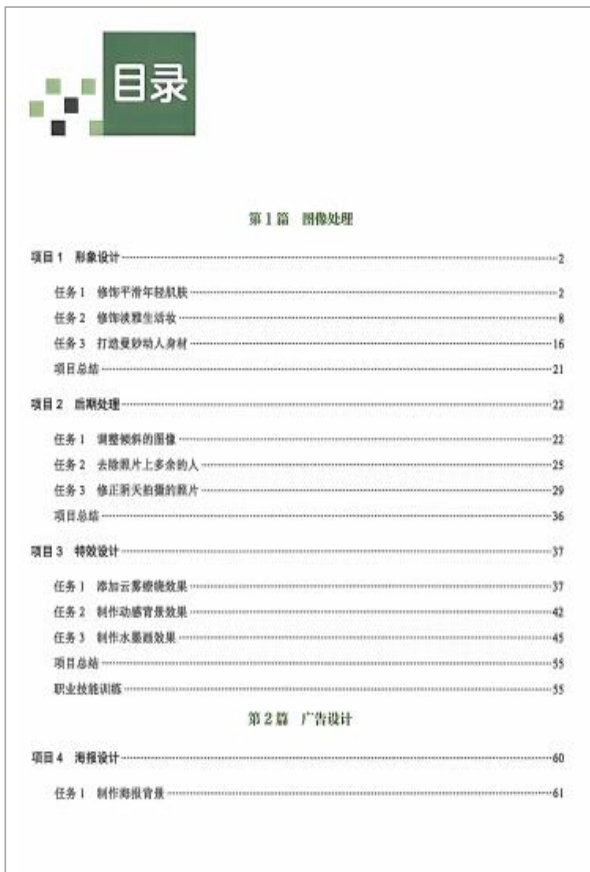 目录
第1篇 图像处理
项目1 形象设计 2
任务1 修饰平滑年轻肌肤 2
任务2 修饰淡雅生活妆 8
任务3 打造曼妙动人身材 16
项目总结 21
项目2 后期处理 22
任务1 调整倾斜的图像 22
任务2 去除照片上多余的人 25
任务3 修正阴天拍摄的照片 29
项目总结 36
项目3 特效设计 37
任务1 添加云雾缭绕效果 37
任务2 制作动感背景效果 42
任务3 制作水墨画效果 45
项目总结 55
职业技能训练 55
第2篇 广告设计
项目4 海报设计 60
任务1 制作海报背景 61